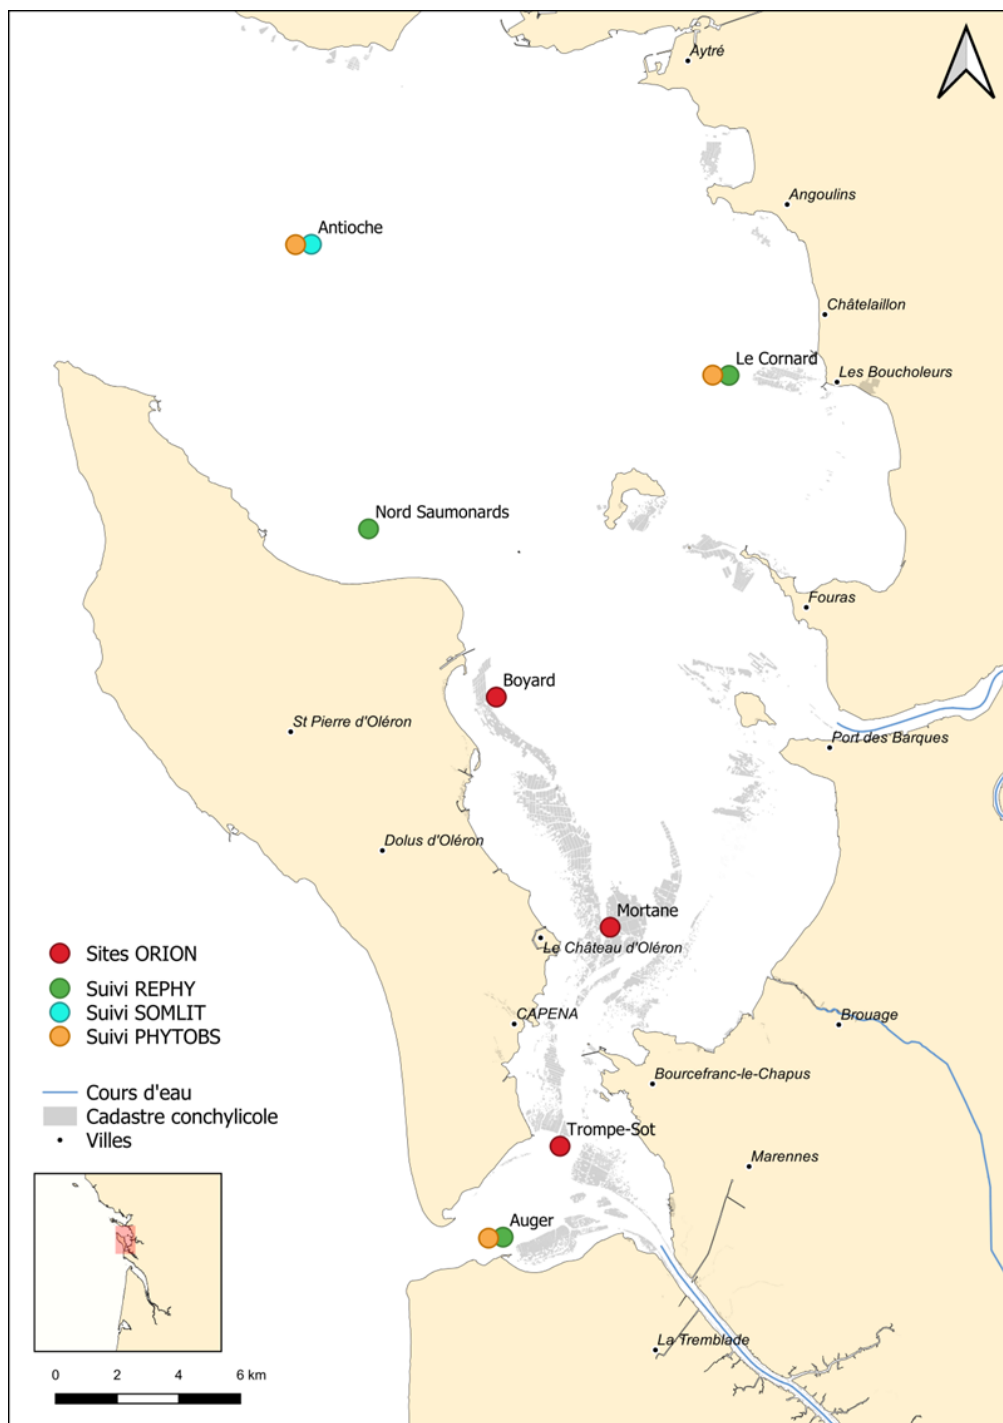 Aytré
Angoulins
Antioche
Châtelaillon
Le Cornard
Les Boucholeurs
Nord Saumonards
Fouras
Boyard
St Pierre d'Oléron
Port des Barques
Dolus d'Oléron
Mortane
Le Château d'Oléron
Sites ORION
Suivi REPHY
Suivi SOMLIT
Suivi PHYTOBS
CAPENA
Brouage
Bourcefranc-le-Chapus
Cours d'eau
Cadastre conchylicole
Villes
Trompe-Sot
Marennes
Auger
La Tremblade
0 2 4 6 km